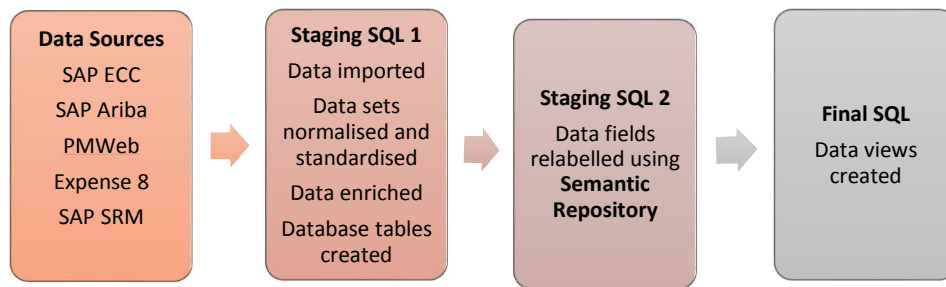 Data Sources
SAP ECC
SAP Ariba
PMWeb
Expense 8
SAP SRM
Staging SQL 1
Data imported
Data sets
normalised and
standardised
Data enriched
Database tables
created
Staging SQL 2
Data fields
relabelled using
Semantic
Repository
Final SQL
Data views
created